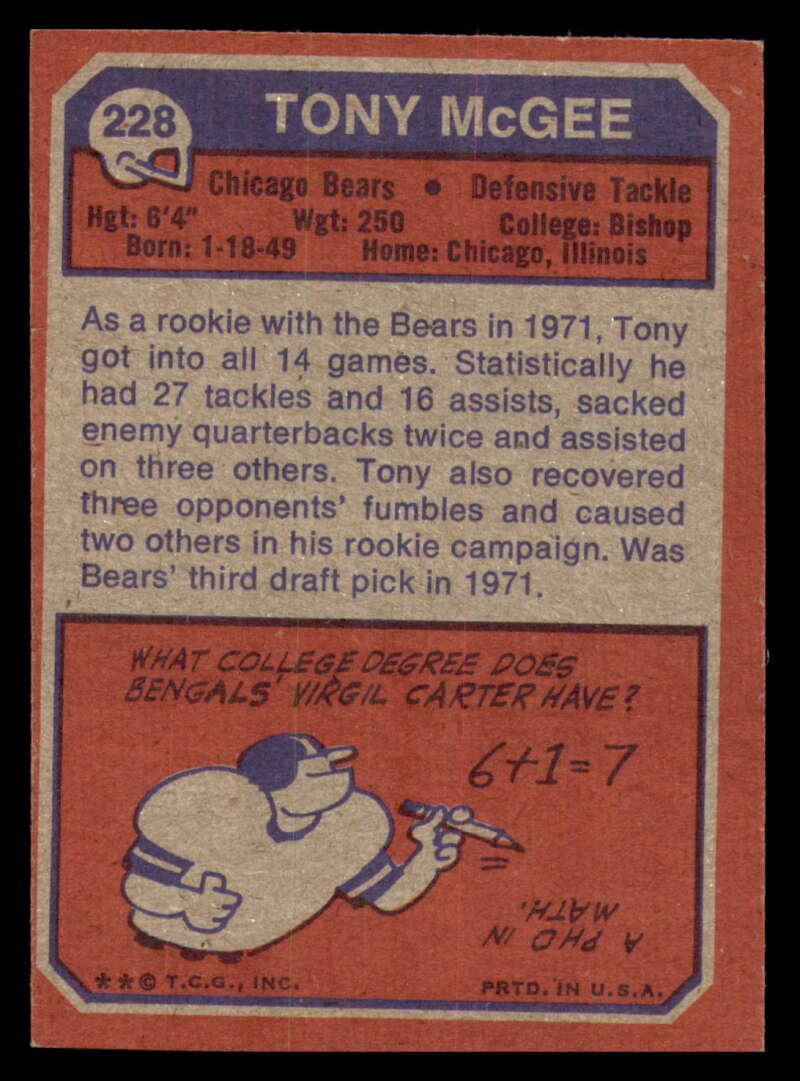 228
TONY McGEE
Chicago Bears • Defensive Tackle
Hgt: 6'4" Wgt: 250 College: Bishop
Born: 1-18-49 Home: Chicago, Illinois
As a rookie with the Bears in 1971, Tony
got into all 14 games. Statistically he
had 27 tackles and 16 assists, sacked
enemy quarterbacks twice and assisted
on three others. Tony also recovered
three opponents' fumbles and caused
two others in his rookie campaign. Was
Bears' third draft pick in 1971.
WHAT COLLEGE DEGREE DOES
BENGALS' VIRGIL CARTER HAVE?
6+1=7
A PHD IN
MATH.
**© T.C.G., INC. PRTD. IN U.S.A.